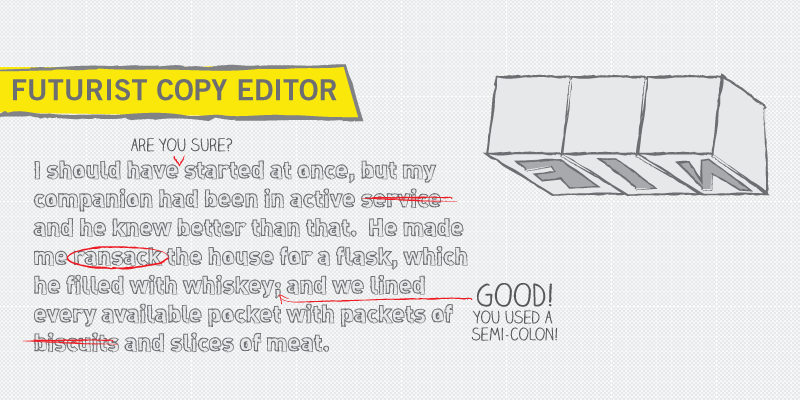 FUTURIST COPY EDITOR
ARE YOU SURE?
I should have started at once, but my
companion had been in active service
and he knew better than that. He made
me ransack the house for a flask, which
he filled with whiskey; and we lined
every available pocket with packets of
biscuits and slices of meat.
GOOD!
YOU USED A
SEMI-COLON!
FIN